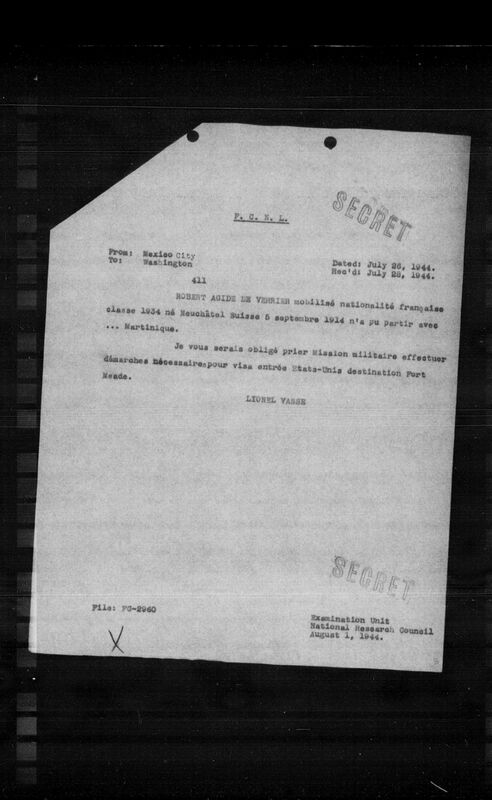 SECRET
F. C. N. L.
From: Mexico City
To: Washington
Dated: July 26, 1944.
Rec'd: July 28, 1944.
411
ROBERT AGIDE DE VERRIER mobilisé nationalité française
classe 1934 né Neuchâtel Suisse 5 septembre 1914 n'a pu partir avec
... Martinique.
Je vous serais obligé prier Mission militaire effectuer
démarches nécessaires pour visa entrée Etats-Unis destination Fort
Meade.
LIONEL VASSE
SECRET
File: FG-2960
Examination Unit
National Research Council
August 1, 1944.
X